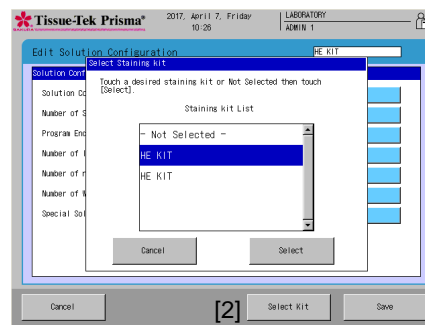 Tissue-Tek Prisma®
SAKURA
2017, April 7, Friday
10:26
LABORATORY
ADMIN 1
Edit Solution Configuration
HE KIT
Solution Conf
Select Staining kit
Touch a desired staining kit or Not Selected then touch
[Select].
Staining kit List
- Not Selected -
HE KIT
HE KIT
Solution Co
Number of S
Program End
Number of
Number of r
Number of W
Special Sol
Cancel
Select
Cancel
[2]
Select Kit
Save